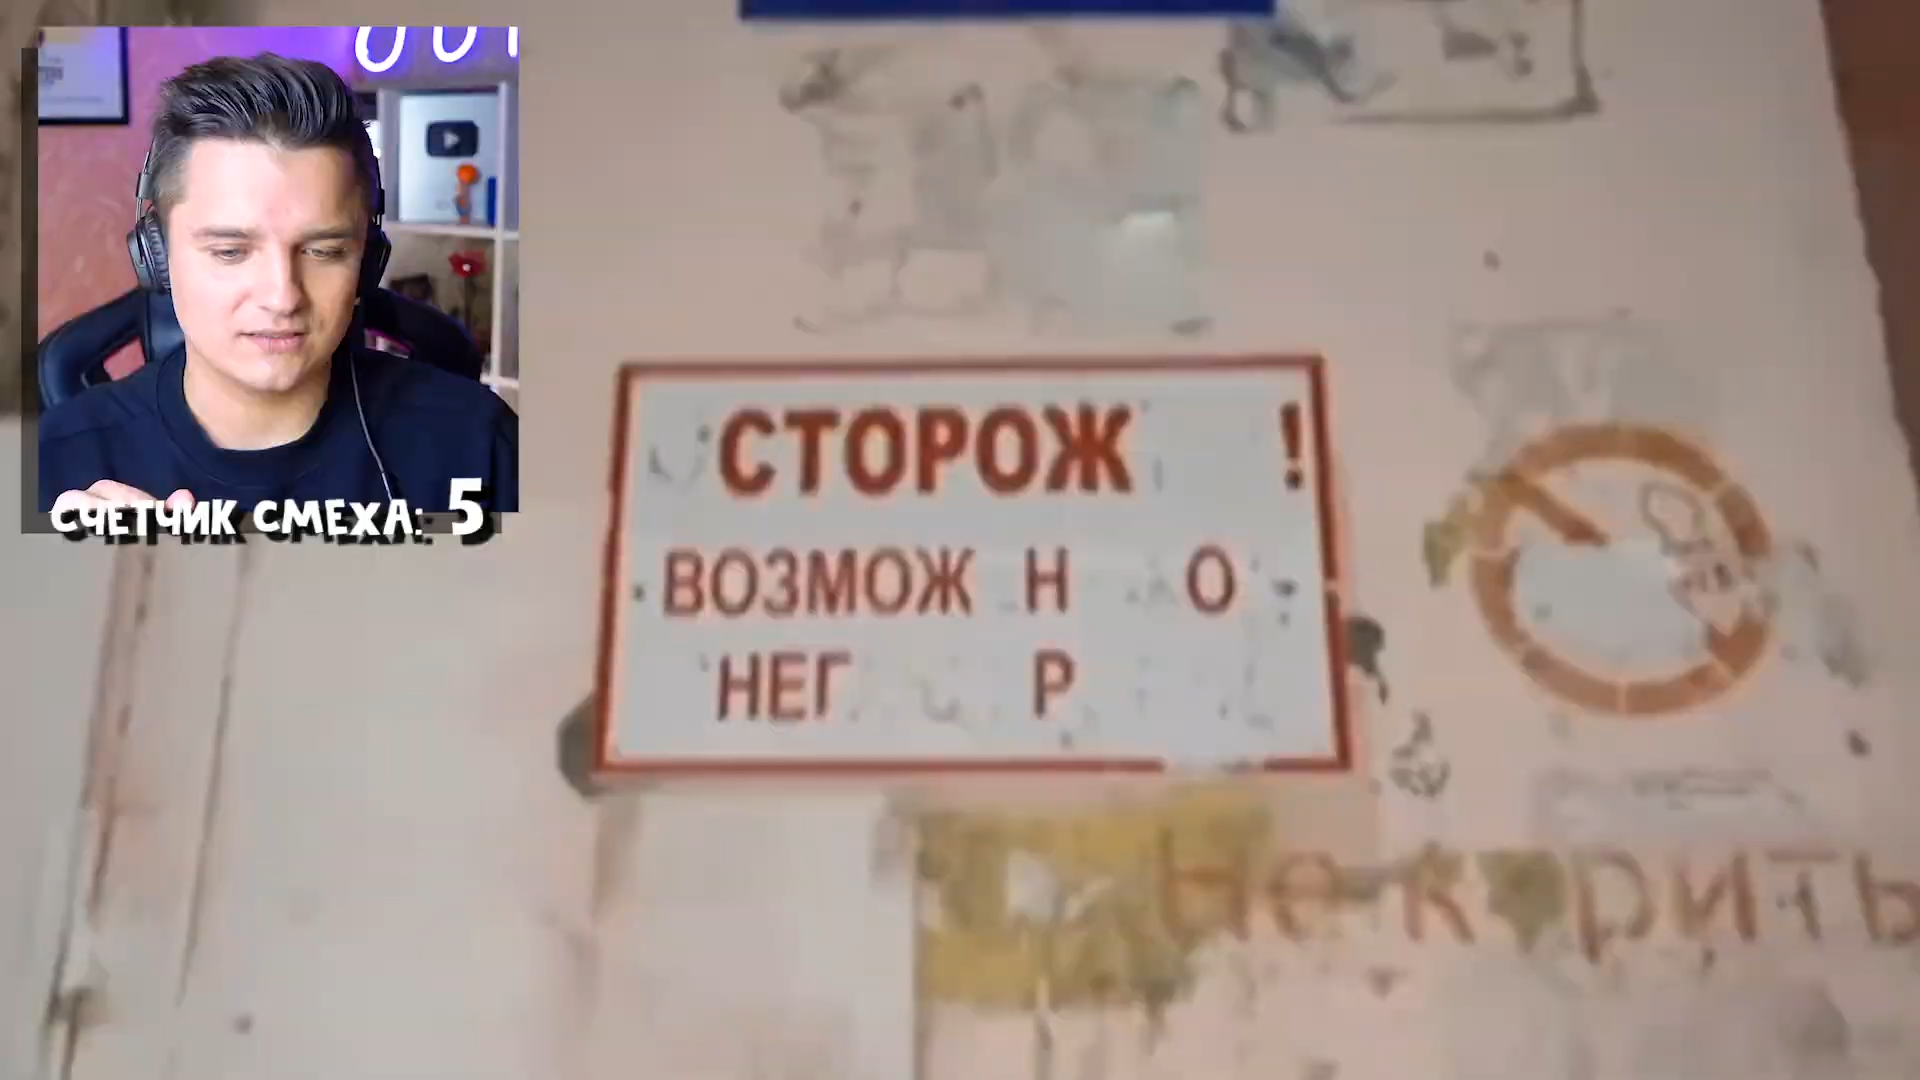 СЧЕТЧИК СМЕХА: 5
СТОРОЖ !
ВОЗМОЖ Н О
НЕГ Р
Не к рить